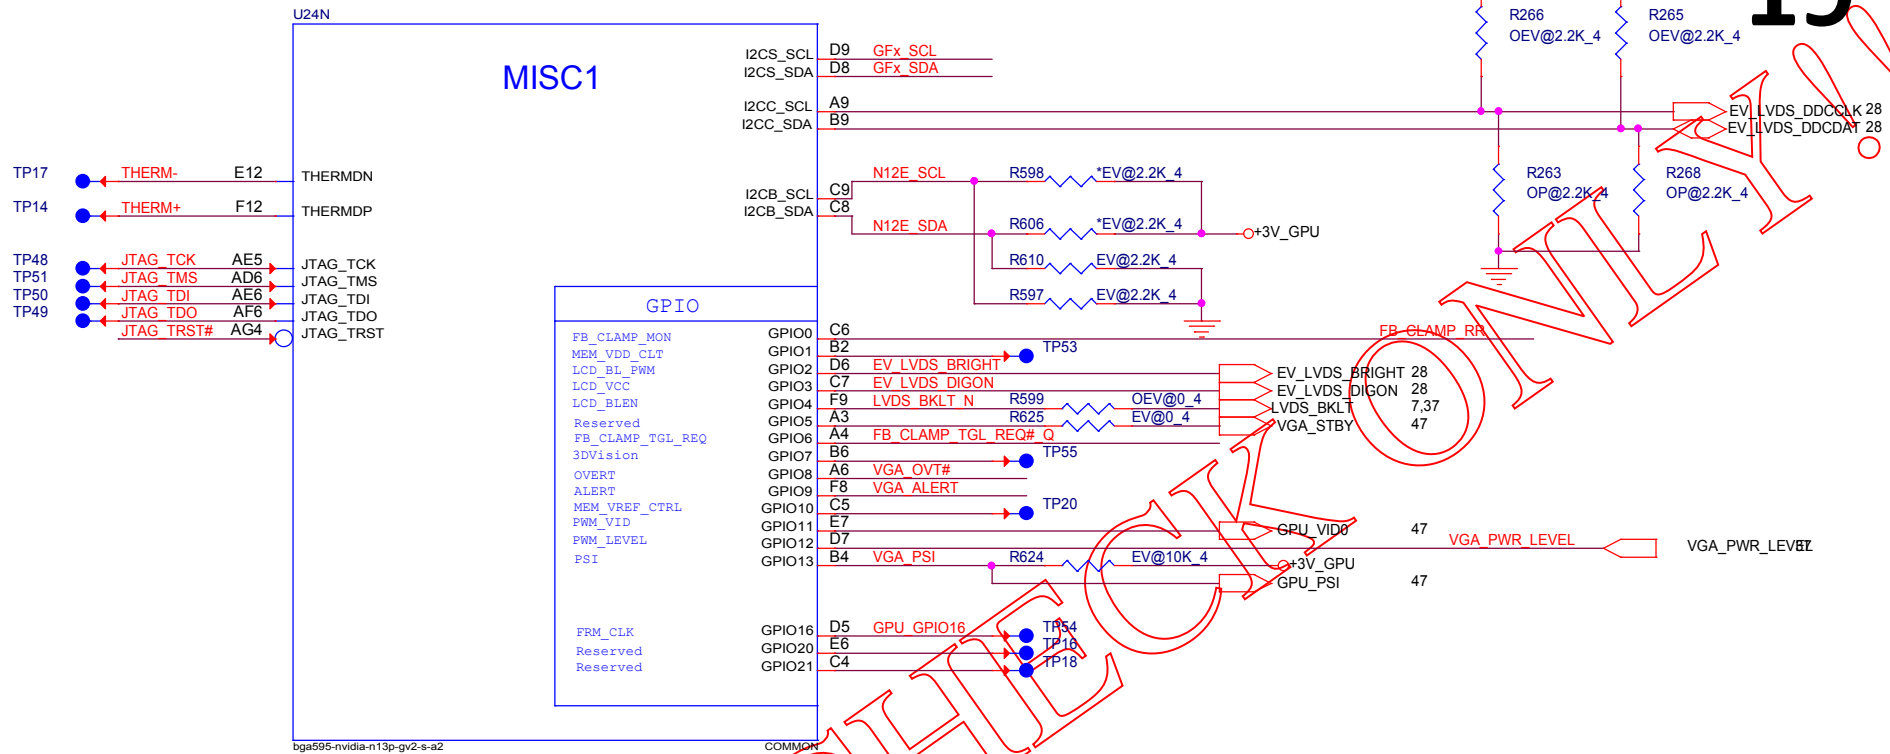 U24N
MISC1
I2CS_SCL D9 GFx_SCL
I2CS_SDA D8 GFx_SDA
I2CC_SCL A9
I2CC_SDA B9
EV_LVDS_DDCCLK 28
EV_LVDS_DDCDAT 28
R266
OEV@2.2K_4
R265
OEV@2.2K_4
R263
OP@2.2K_4
R268
OP@2.2K_4
TP17 THERM- E12 THERMDN
TP14 THERM+ F12 THERMDP
I2CB_SCL C9 N12E_SCL
I2CB_SDA C8 N12E_SDA
R598 *EV@2.2K_4
R606 *EV@2.2K_4
+3V_GPU
R610 EV@2.2K_4
R597 EV@2.2K_4
TP48 JTAG_TCK AE5 JTAG_TCK
TP51 JTAG_TMS AD6 JTAG_TMS
TP50 JTAG_TDI AE6 JTAG_TDI
TP49 JTAG_TDO AF6 JTAG_TDO
JTAG_TRST# AG4 JTAG_TRST
GPIO
FB_CLAMP_MON GPIO0 C6 FB_CLAMP_RR
MEM_VDD_CLT GPIO1 B2 TP53
LCD_BL_PWM GPIO2 D6 EV_LVDS_BRIGHT EV_LVDS_BRIGHT 28
LCD_VCC GPIO3 C7 EV_LVDS_DIGON EV_LVDS_DIGON 28
LCD_BLEN GPIO4 F9 LVDS_BKLT_N R599 OEV@0_4 LVDS_BKLT 7,37
Reserved GPIO5 A3 R625 EV@0_4 VGA_STBY 47
FB_CLAMP_TGL_REQ GPIO6 A4 FB_CLAMP_TGL_REQ#_Q
3DVision GPIO7 B6 TP55
OVERT GPIO8 A6 VGA_OVT#
ALERT GPIO9 F8 VGA_ALERT
MEM_VREF_CTRL GPIO10 C5 TP20
PWM_VID GPIO11 E7 GPU_VID0 47
PWM_LEVEL GPIO12 D7 VGA_PWR_LEVEL VGA_PWR_LEVEL
PSI GPIO13 B4 VGA_PSI R624 EV@10K_4 +3V_GPU
GPU_PSI 47
FRM_CLK GPIO16 D5 GPU_GPIO16 TP54
Reserved GPIO20 E6 TP16
Reserved GPIO21 C4 TP18
bga595-nvidia-n13p-gv2-s-a2 COMMON
CHECK ONLY!!